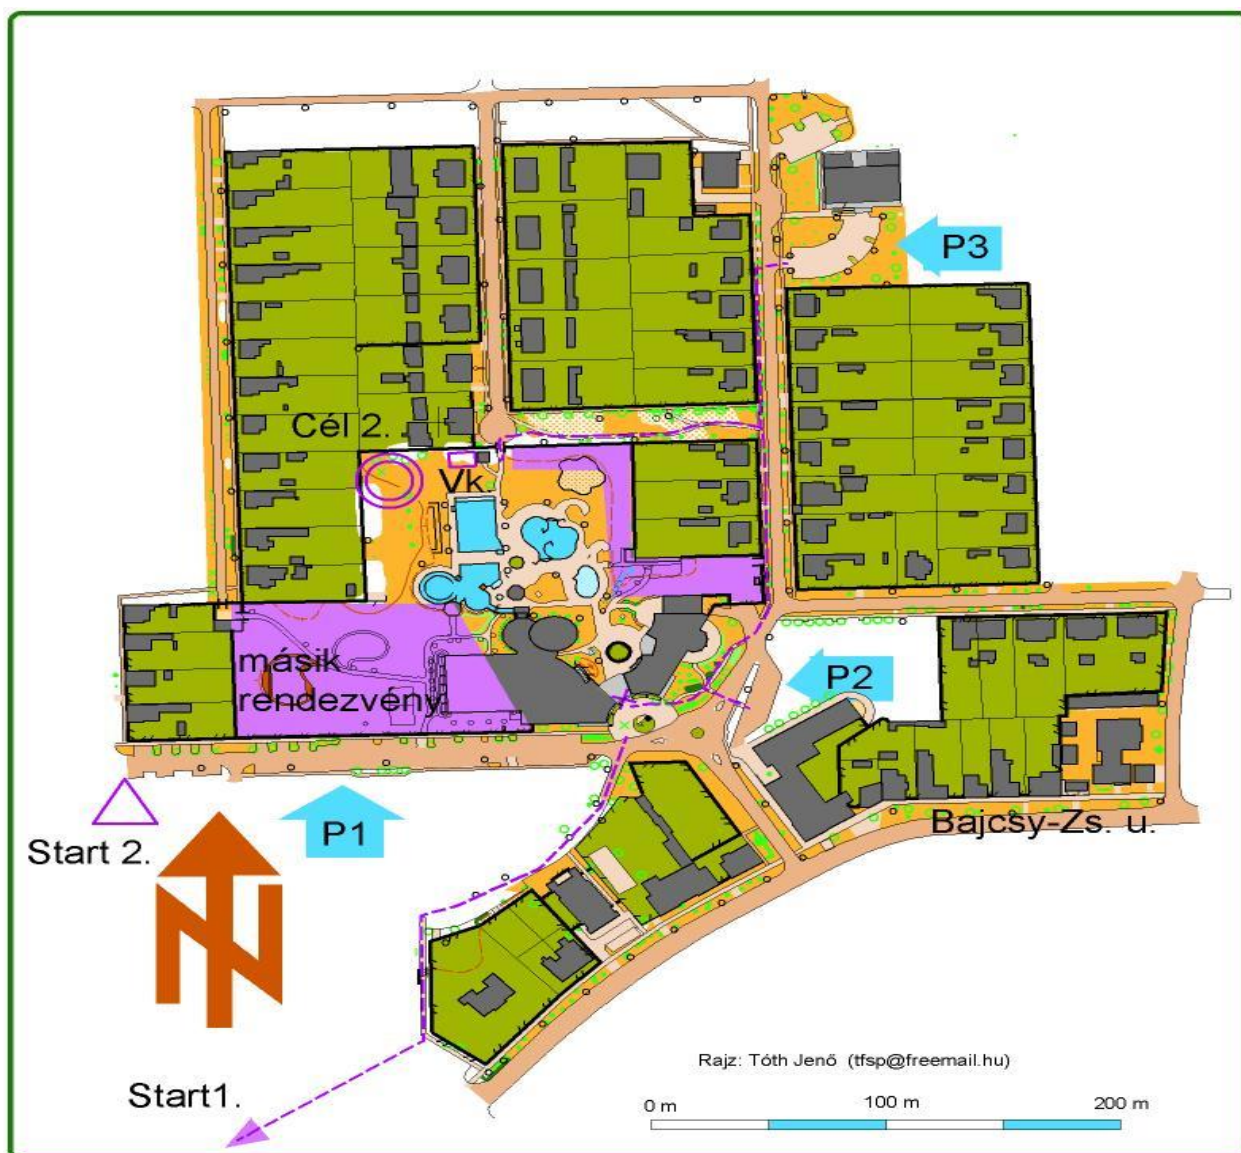 P3
Cél 2.
Vk
másik
rendezvény
P2
P1
Start 2.
Bajcsy-Zs. u.
N
Start1.
Rajz: Tóth Jenő (tfsp@freemail.hu)
0 m 100 m 200 m